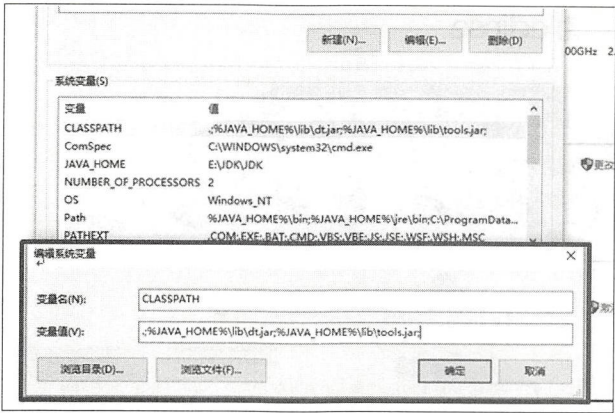 新建(N)...
编辑(E)...
删除(D)
00GHz 2.
系统变量(S)
变量 值
CLASSPATH .;%JAVA_HOME%\lib\dt.jar;%JAVA_HOME%\lib\tools.jar;
ComSpec C:\WINDOWS\system32\cmd.exe
JAVA_HOME E:\JDK\JDK
NUMBER_OF_PROCESSORS 2
OS Windows_NT
Path %JAVA_HOME%\bin;%JAVA_HOME%\jre\bin;C:\ProgramData...
PATHEXT .COM;.EXE;.BAT;.CMD;.VBS;.VBE;.JS;.JSE;.WSF;.WSH;.MSC
更改
编辑系统变量
变量名(N): CLASSPATH
变量值(V): .;%JAVA_HOME%\lib\dt.jar;%JAVA_HOME%\lib\tools.jar;
浏览目录(D)...
浏览文件(F)...
确定
取消